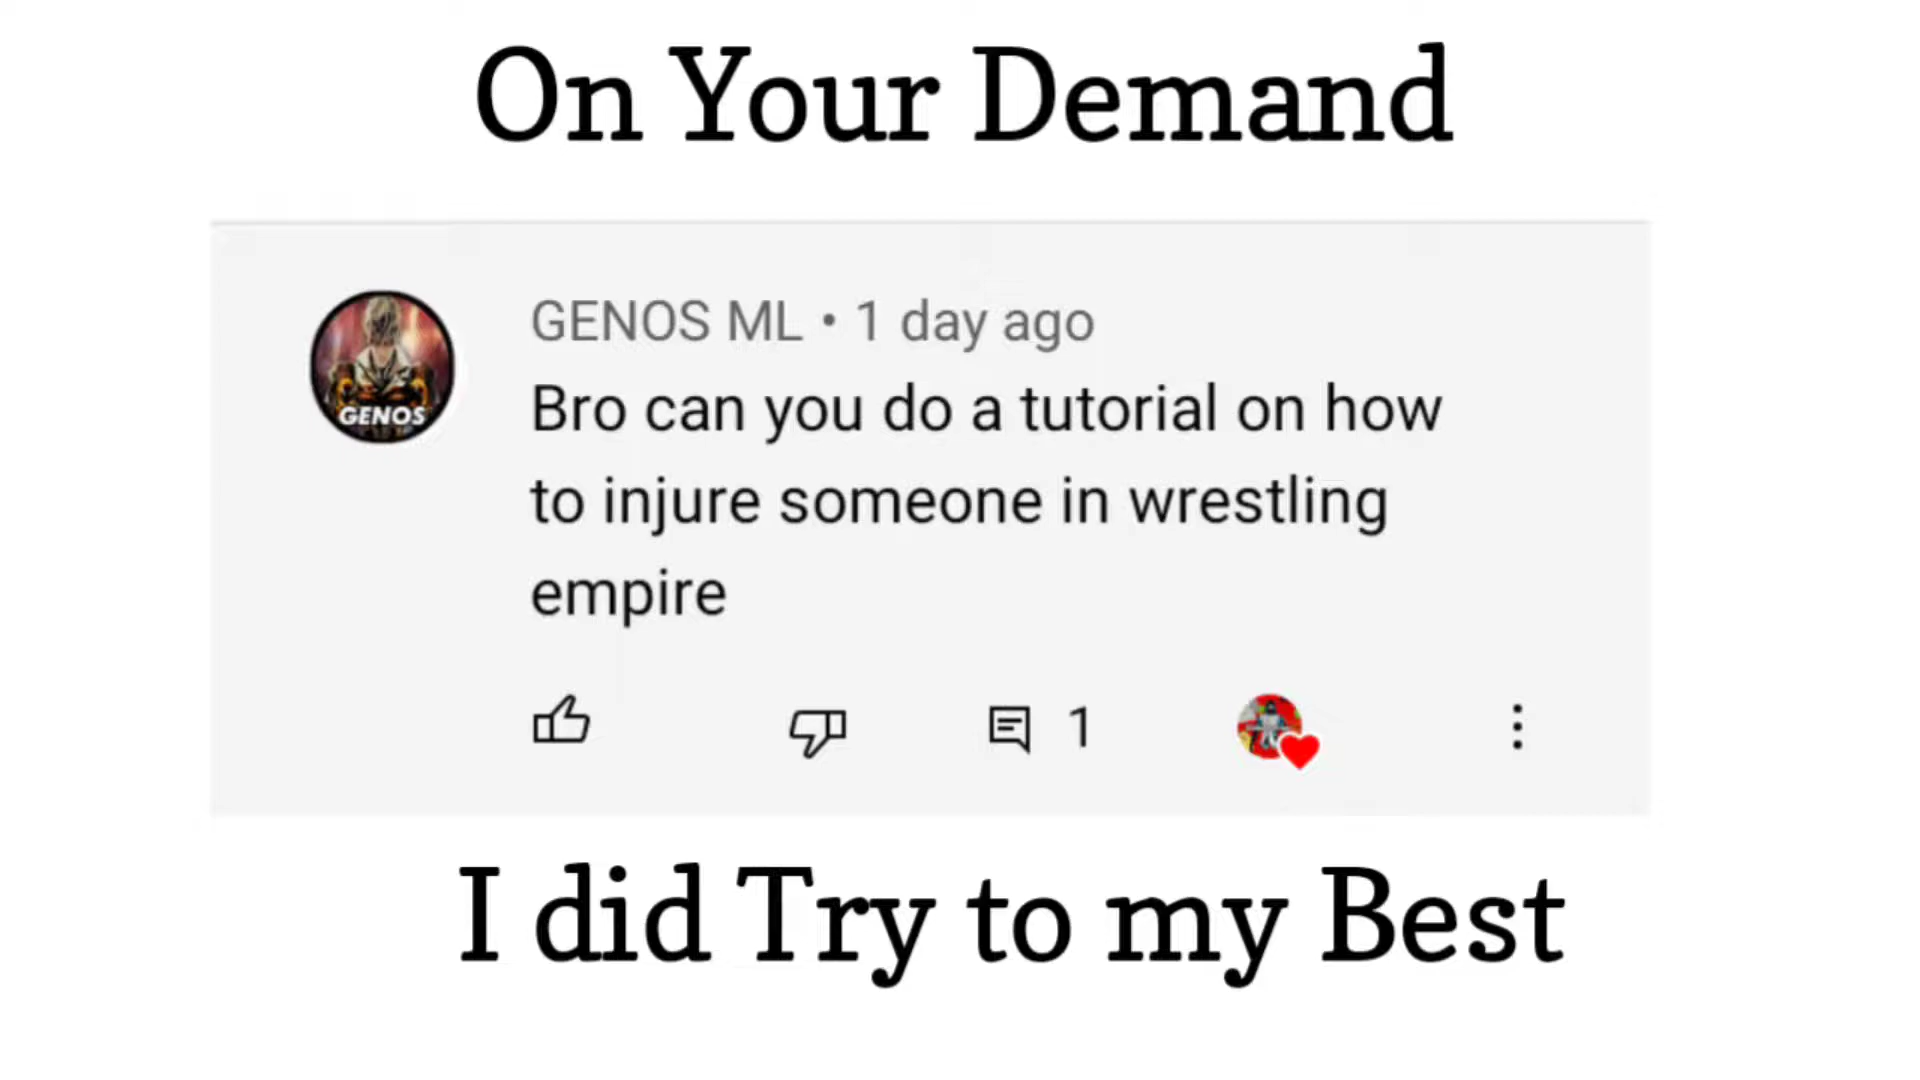 On Your Demand
GENOS ML • 1 day ago
Bro can you do a tutorial on how
to injure someone in wrestling
empire
GENOS
1
I did Try to my Best